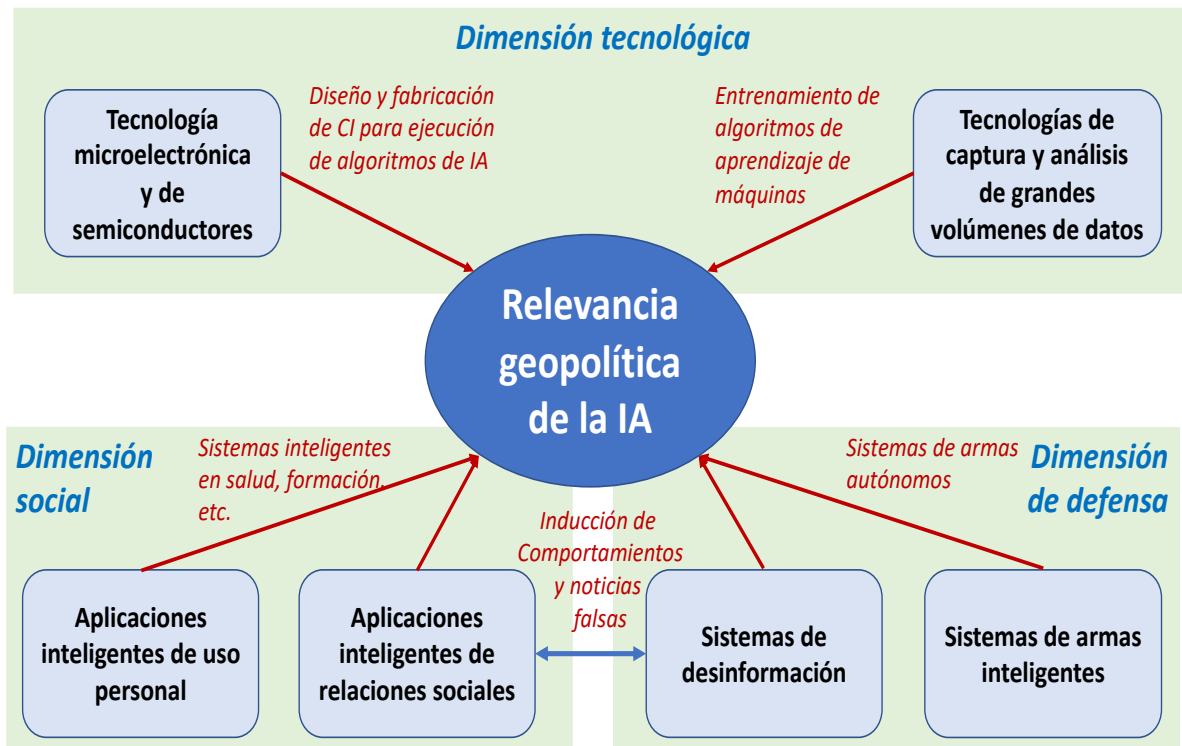 Dimensión tecnológica
Tecnología
microelectrónica
y de
semiconductores
Diseño y fabricación
de CI para ejecución
de algoritmos de IA
Entrenamiento de
algoritmos de
aprendizaje de
máquinas
Tecnologías de
captura y análisis
de grandes
volúmenes de datos
Relevancia
geopolítica
de la IA
Dimensión
social
Sistemas inteligentes
en salud, formación,
etc.
Sistemas de armas
autónomos
Dimensión
de defensa
Inducción de
Comportamientos
y noticias
falsas
Aplicaciones
inteligentes de uso
personal
Aplicaciones
inteligentes de
relaciones sociales
Sistemas de
desinformación
Sistemas de armas
inteligentes